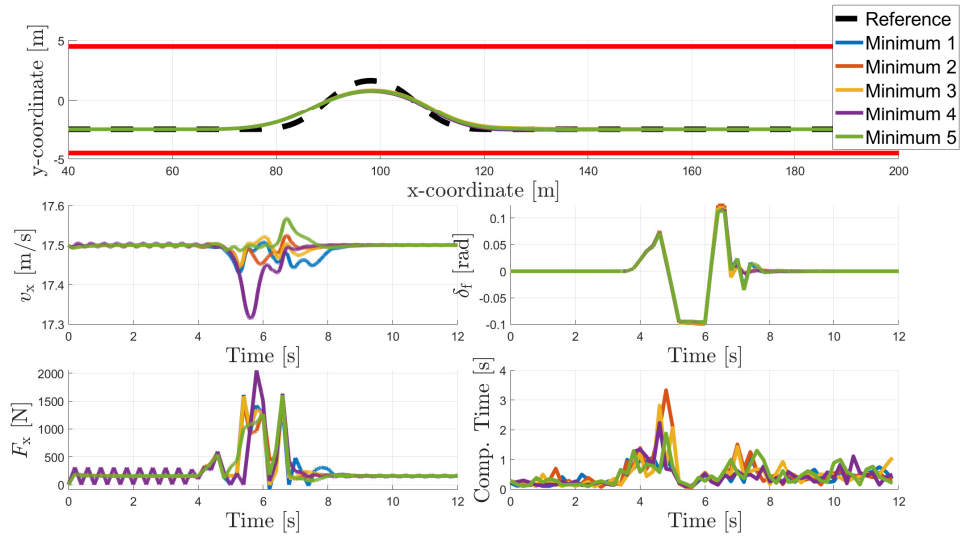 Reference
Minimum 1
Minimum 2
Minimum 3
Minimum 4
Minimum 5
y-coordinate [m]
5
0
-5
40 60 80 100 120 140 160 180 200
x-coordinate [m]
v_x [m/s]
17.6
17.5
17.4
17.3
0 2 4 6 8 10 12
Time [s]
δ_f [rad]
0.1
0.05
0
-0.05
-0.1
0 2 4 6 8 10 12
Time [s]
F_x [N]
2000
1500
1000
500
0
0 2 4 6 8 10 12
Time [s]
Comp. Time [s]
4
3
2
1
0
0 2 4 6 8 10 12
Time [s]